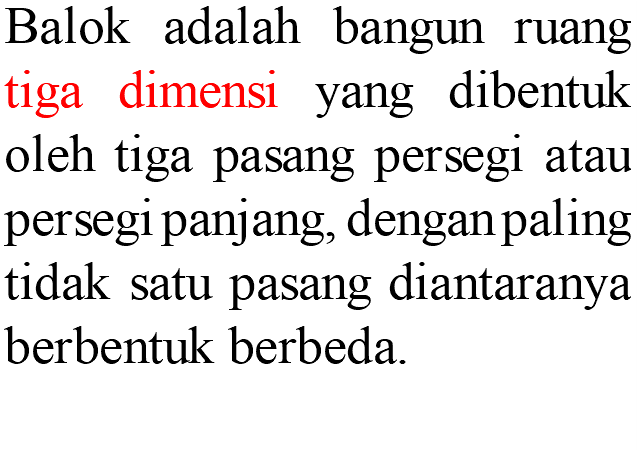 Balok adalah bangun ruang
tiga dimensi yang dibentuk
oleh tiga pasang persegi atau
persegi panjang, dengan paling
tidak satu pasang diantaranya
berbentuk berbeda.